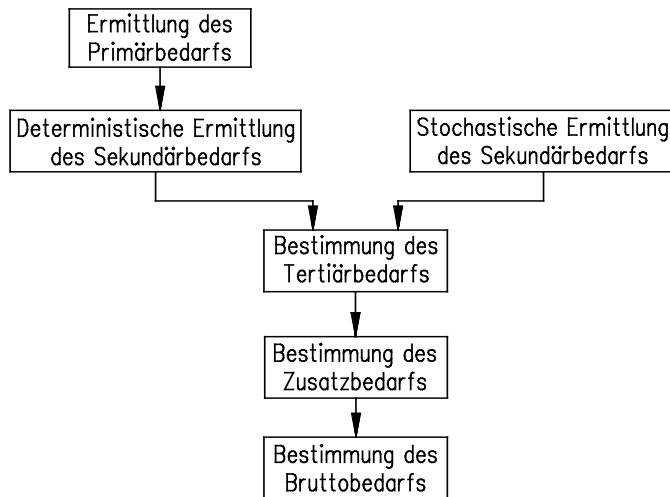 Ermittlung des
Primärbedarfs
Deterministische Ermittlung
des Sekundärbedarfs
Stochastische Ermittlung
des Sekundärbedarfs
Bestimmung des
Tertiärbedarfs
Bestimmung des
Zusatzbedarfs
Bestimmung des
Bruttobedarfs